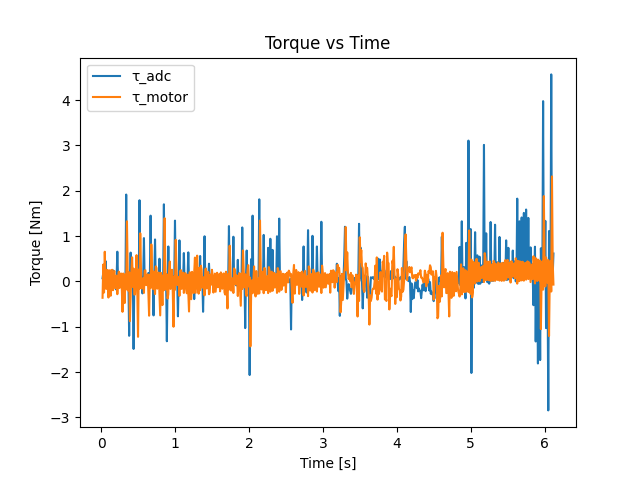 Torque vs Time
τ_adc
τ_motor
Torque [Nm]
4
3
2
1
0
−1
−2
−3
0 1 2 3 4 5 6
Time [s]